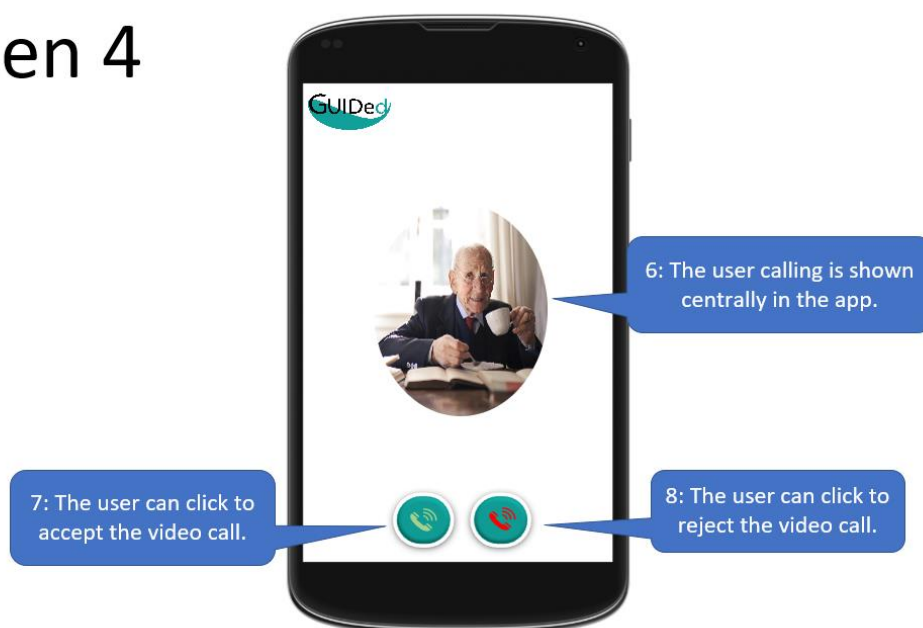 en 4
GUIDed
6: The user calling is shown
centrally in the app.
7: The user can click to
accept the video call.
8: The user can click to
reject the video call.